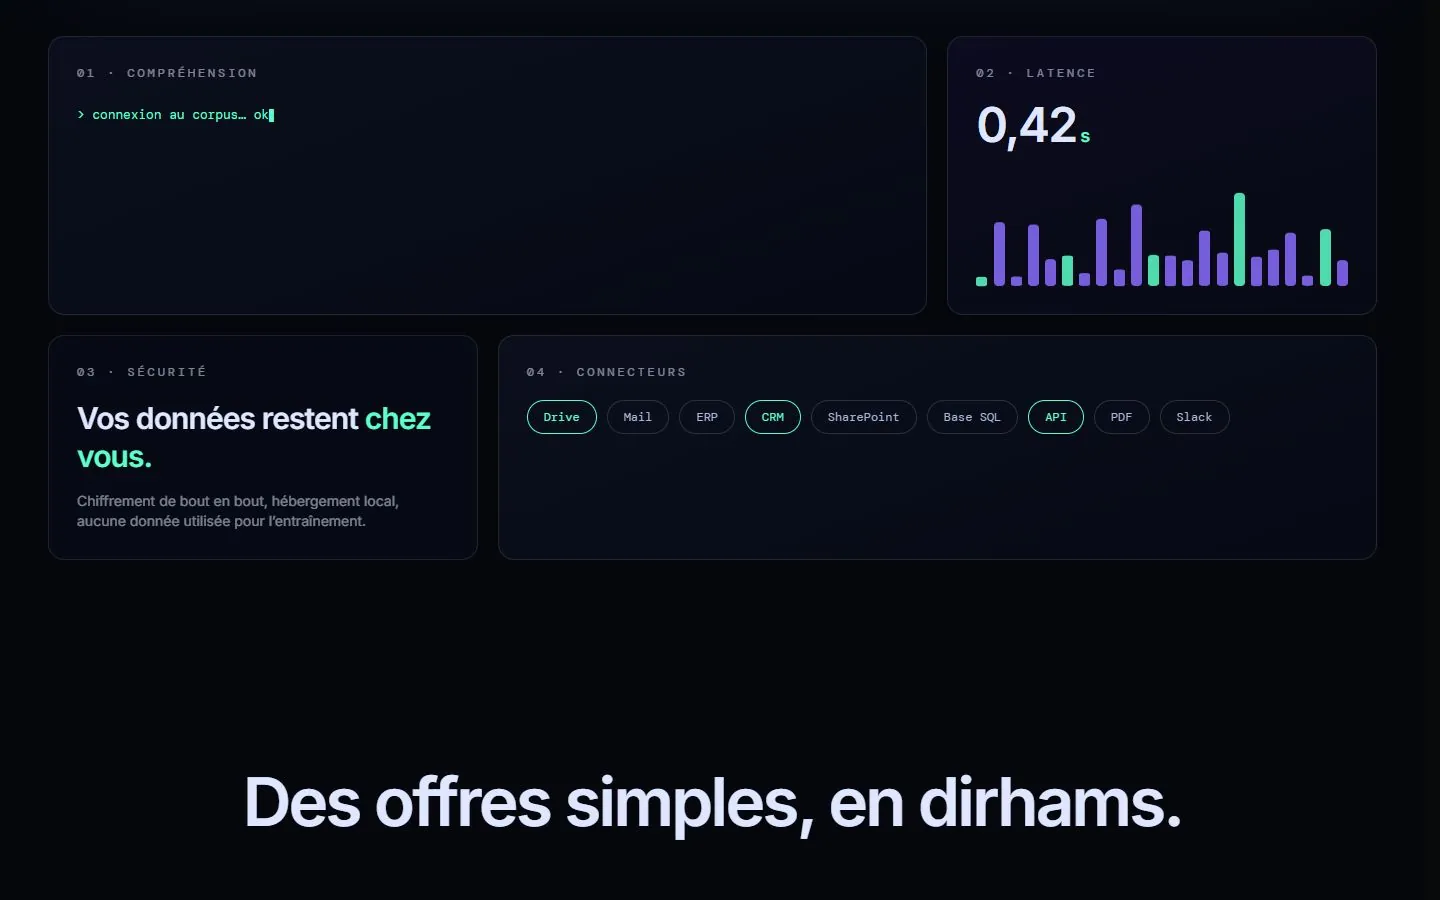 01 · COMPRÉHENSION
> connexion au corpus… ok
02 · LATENCE
0,42 s
03 · SÉCURITÉ
Vos données restent chez
vous.
Chiffrement de bout en bout, hébergement local,
aucune donnée utilisée pour l’entraînement.
04 · CONNECTEURS
Drive Mail ERP CRM SharePoint Base SQL API PDF Slack
Des offres simples, en dirhams.